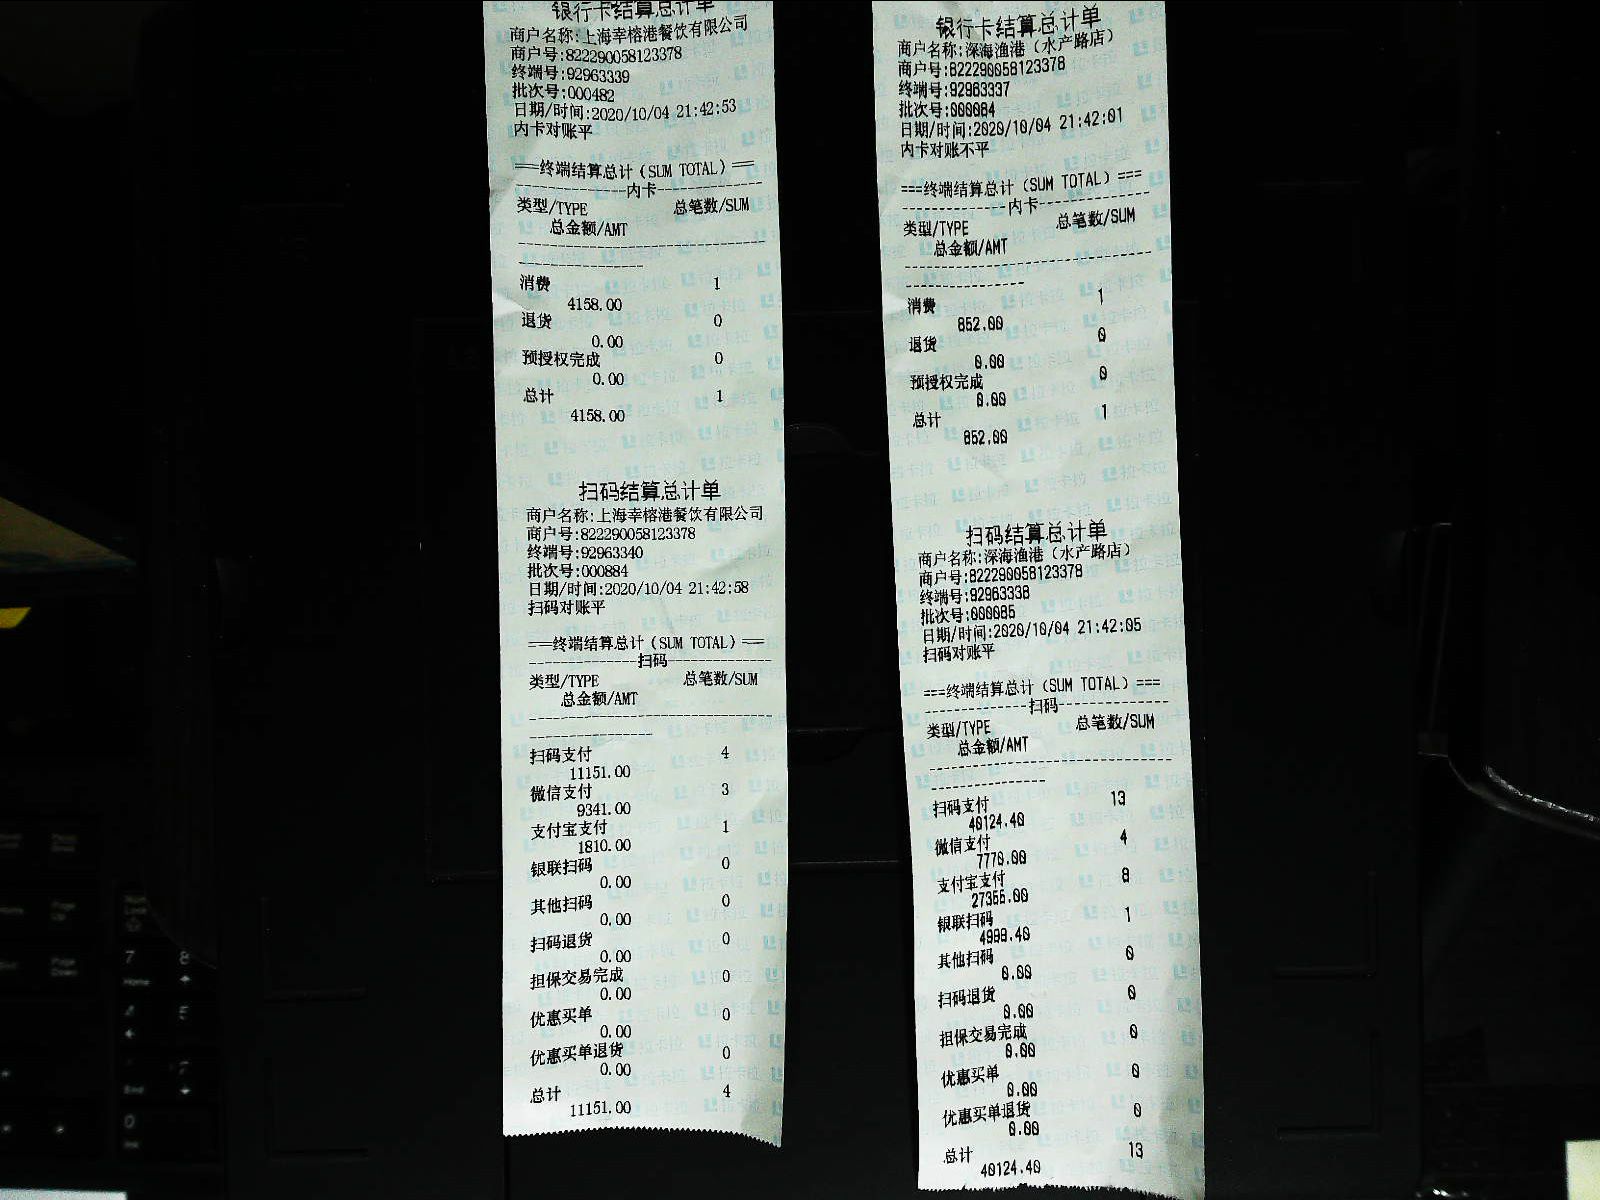 银行卡结算总计单
商户名称:上海幸榕港餐饮有限公司
商户号:822290058123378
终端号:92963339
批次号:000482
日期/时间:2020/10/04 21:42:53
内卡对账平
===终端结算总计(SUM TOTAL)===
内卡
类型/TYPE 总笔数/SUM
总金额/AMT
消费 1
4158.00
退货 0
0.00
预授权完成 0
0.00
总计 1
4158.00
扫码结算总计单
商户名称:上海幸榕港餐饮有限公司
商户号:822290058123378
终端号:92963340
批次号:000884
日期/时间:2020/10/04 21:42:58
扫码对账平
===终端结算总计(SUM TOTAL)===
扫码
类型/TYPE 总笔数/SUM
总金额/AMT
扫码支付 4
11151.00
微信支付 3
9341.00
支付宝支付 1
1810.00
银联扫码 0
0.00
其他扫码 0
0.00
扫码退货 0
0.00
担保交易完成 0
0.00
优惠买单 0
0.00
优惠买单退货 0
0.00
总计 4
11151.00
银行卡结算总计单
商户名称:深海渔港（水产路店）
商户号:822290058123378
终端号:92963337
批次号:000084
日期/时间:2020/10/04 21:42:01
内卡对账不平
===终端结算总计(SUM TOTAL)===
内卡
类型/TYPE 总笔数/SUM
总金额/AMT
消费 1
852.00
退货 0
0.00
预授权完成 0
0.00
总计 1
852.00
扫码结算总计单
商户名称:深海渔港（水产路店）
商户号:822290058123378
终端号:92963338
批次号:000085
日期/时间:2020/10/04 21:42:05
扫码对账平
===终端结算总计(SUM TOTAL)===
扫码
类型/TYPE 总笔数/SUM
总金额/AMT
扫码支付 13
40124.40
微信支付 4
7770.00
支付宝支付 8
27355.00
银联扫码 1
4999.40
其他扫码 0
0.00
扫码退货 0
0.00
担保交易完成 0
0.00
优惠买单 0
0.00
优惠买单退货 0
0.00
总计 13
40124.40